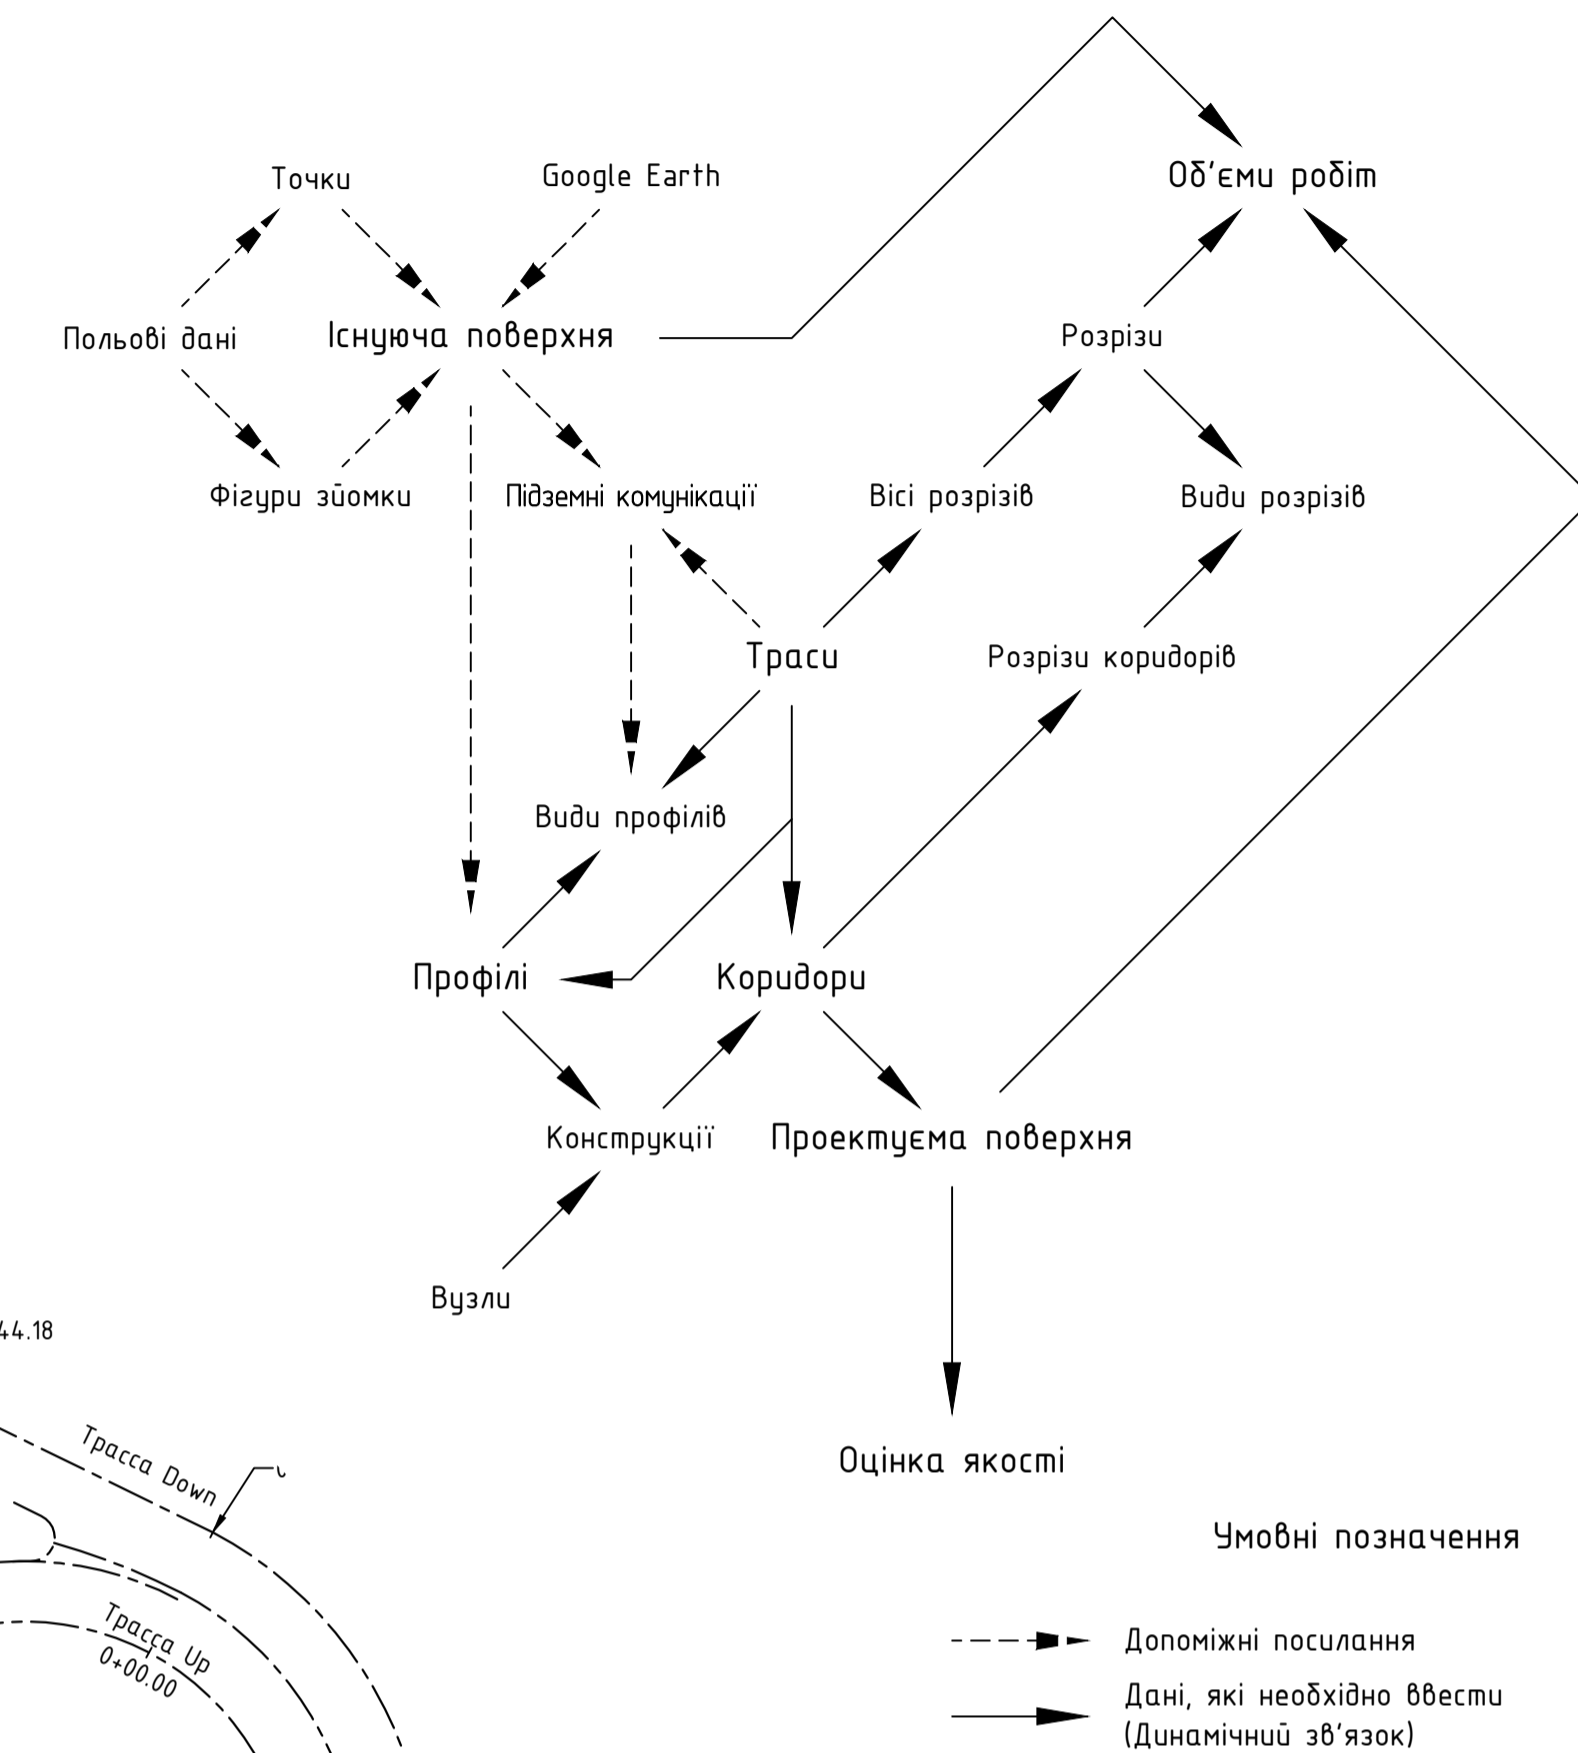 Точки
Google Earth
Об'єми робіт
Польові дані
Існуюча поверхня
Розрізи
Фігури зйомки
Підземні комунікації
Вісі розрізів
Види розрізів
Траси
Розрізи коридорів
Види профілів
Профілі
Коридори
Конструкції
Проектуєма поверхня
Вузли
44.18
Трасса Down
Оцінка якості
Умовні позначення
Трасса Up
0+00.00
Допоміжні посилання
Дані, які необхідно ввести
(Динамічний зв'язок)